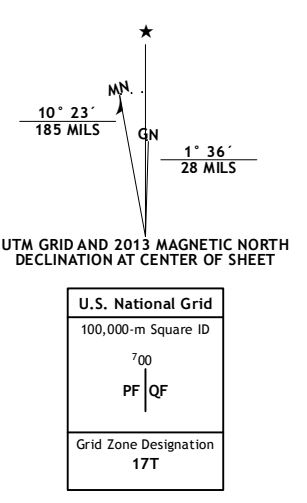 ★
MN
10° 23´
185 MILS
GN
1° 36´
28 MILS
UTM GRID AND 2013 MAGNETIC NORTH
DECLINATION AT CENTER OF SHEET
U.S. National Grid
100,000-m Square ID
⁷00
PF QF
Grid Zone Designation
17T